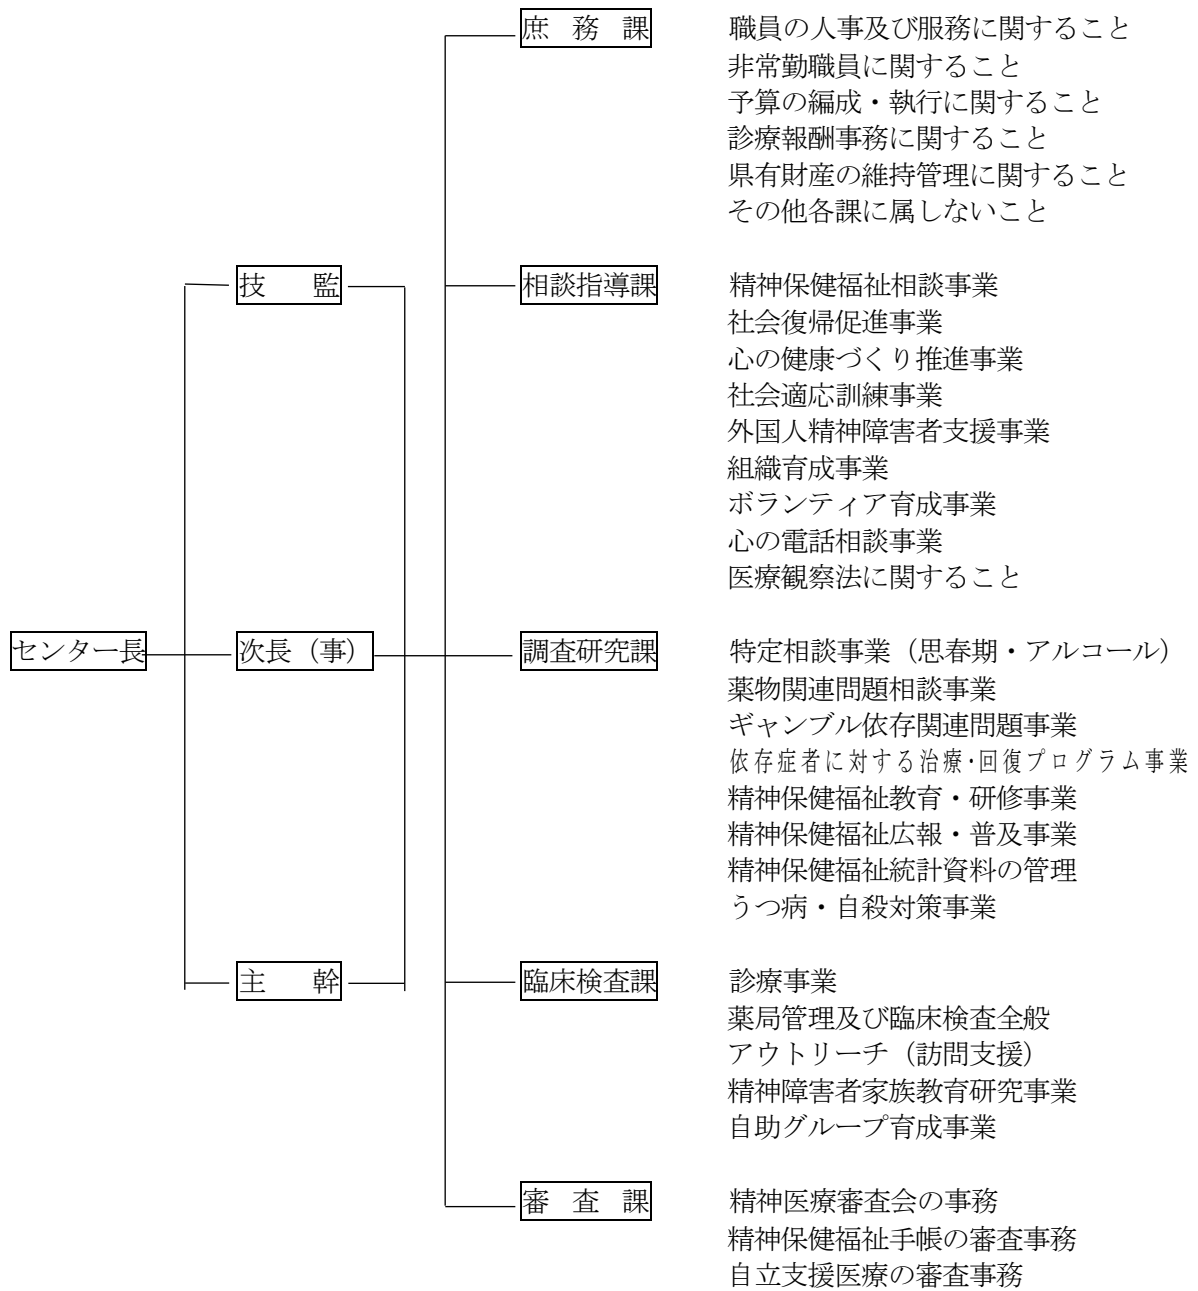 庶務課
職員の人事及び服務に関すること
非常勤職員に関すること
予算の編成・執行に関すること
診療報酬事務に関すること
県有財産の維持管理に関すること
その他各課に属しないこと
技監
相談指導課
精神保健福祉相談事業
社会復帰促進事業
心の健康づくり推進事業
社会適応訓練事業
外国人精神障害者支援事業
組織育成事業
ボランティア育成事業
心の電話相談事業
医療観察法に関すること
センター長
次長（事）
調査研究課
特定相談事業（思春期・アルコール）
薬物関連問題相談事業
ギャンブル依存関連問題事業
依存症者に対する治療・回復プログラム事業
精神保健福祉教育・研修事業
精神保健福祉広報・普及事業
精神保健福祉統計資料の管理
うつ病・自殺対策事業
主幹
臨床検査課
診療事業
薬局管理及び臨床検査全般
アウトリーチ（訪問支援）
精神障害者家族教育研究事業
自助グループ育成事業
審査課
精神医療審査会の事務
精神保健福祉手帳の審査事務
自立支援医療の審査事務